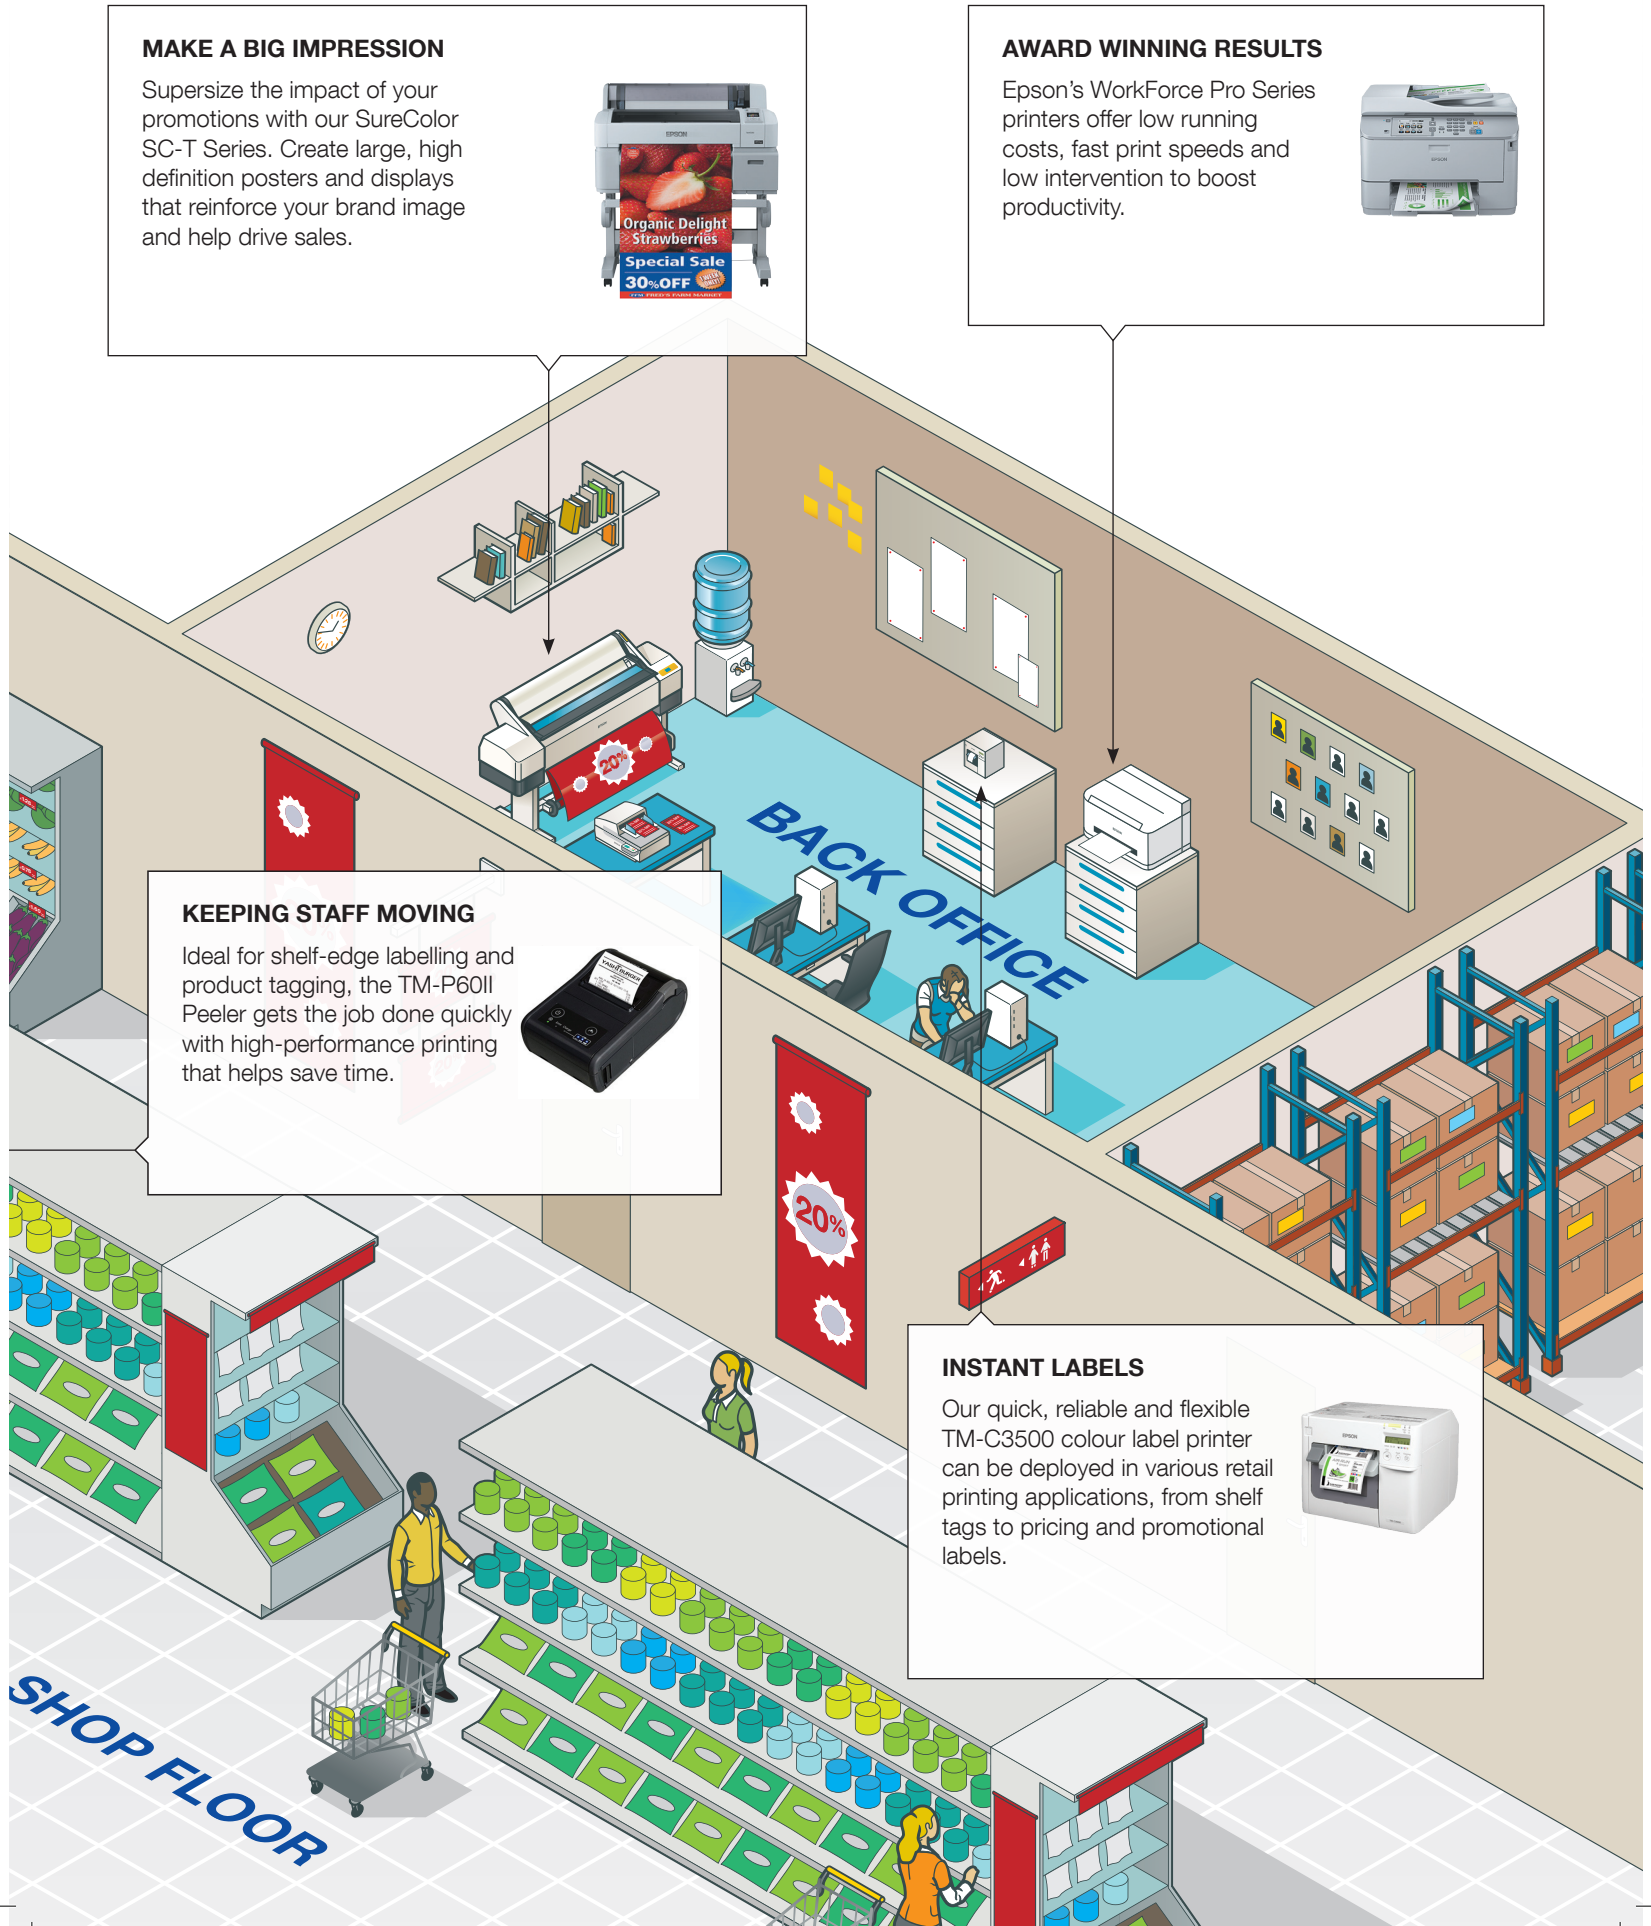 MAKE A BIG IMPRESSION
Supersize the impact of your
promotions with our SureColor
SC-T Series. Create large, high
definition posters and displays
that reinforce your brand image
and help drive sales.
EPSON
Organic Delight
Strawberries
Special Sale
30%OFF
FRED'S FARM MARKET
AWARD WINNING RESULTS
Epson's WorkForce Pro Series
printers offer low running
costs, fast print speeds and
low intervention to boost
productivity.
EPSON
20%
BACK OFFICE
KEEPING STAFF MOVING
Ideal for shelf-edge labelling and
product tagging, the TM-P60II
Peeler gets the job done quickly
with high-performance printing
that helps save time.
20%
INSTANT LABELS
Our quick, reliable and flexible
TM-C3500 colour label printer
can be deployed in various retail
printing applications, from shelf
tags to pricing and promotional
labels.
EPSON
SHOP FLOOR